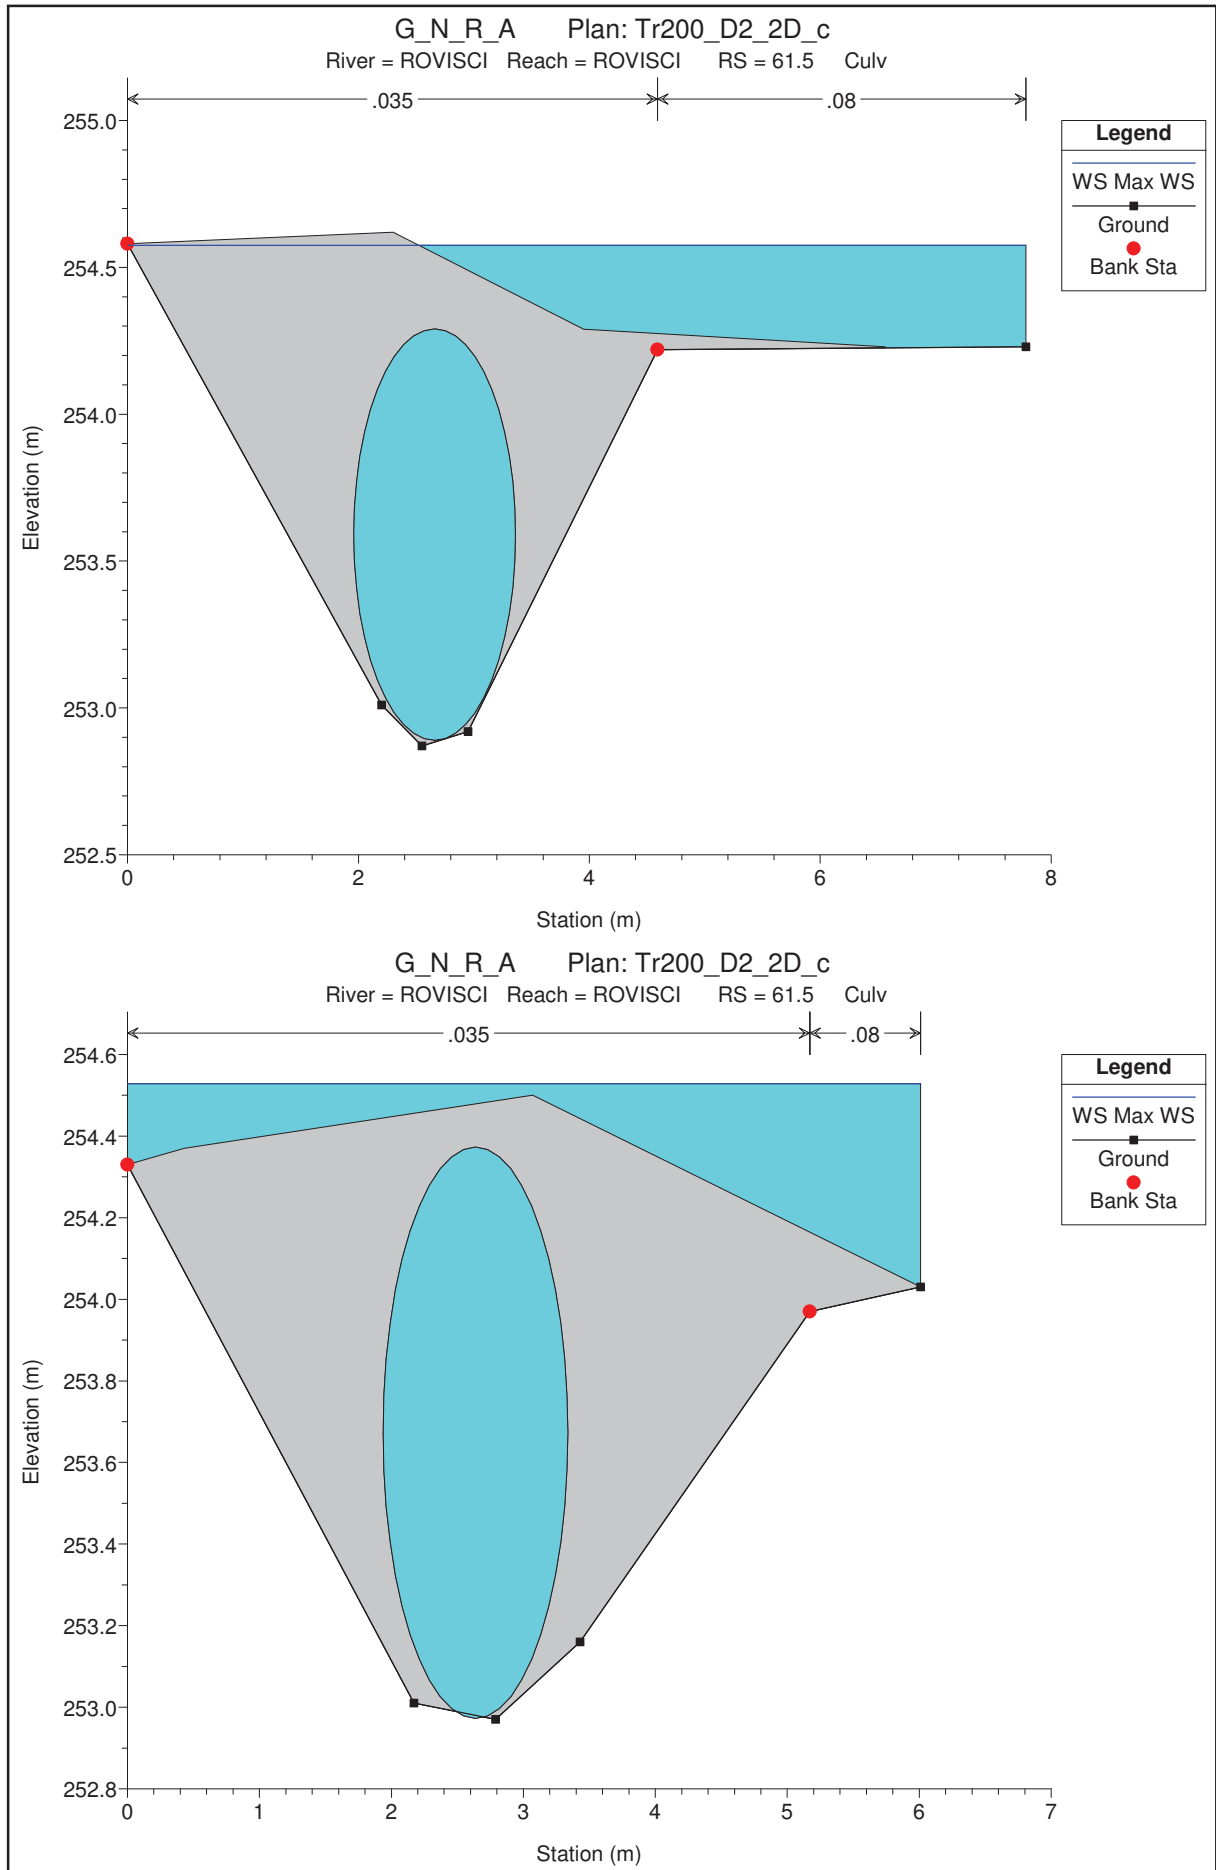 G_N_R_A Plan: Tr200_D2_2D_c
River = ROVISCI Reach = ROVISCI RS = 61.5 Culv
.035 .08
255.0
254.5
254.0
253.5
253.0
252.5
Elevation (m)
0 2 4 6 8
Station (m)
Legend
WS Max WS
Ground
Bank Sta
G_N_R_A Plan: Tr200_D2_2D_c
River = ROVISCI Reach = ROVISCI RS = 61.5 Culv
.035 .08
254.6
254.4
254.2
254.0
253.8
253.6
253.4
253.2
253.0
252.8
Elevation (m)
0 1 2 3 4 5 6 7
Station (m)
Legend
WS Max WS
Ground
Bank Sta